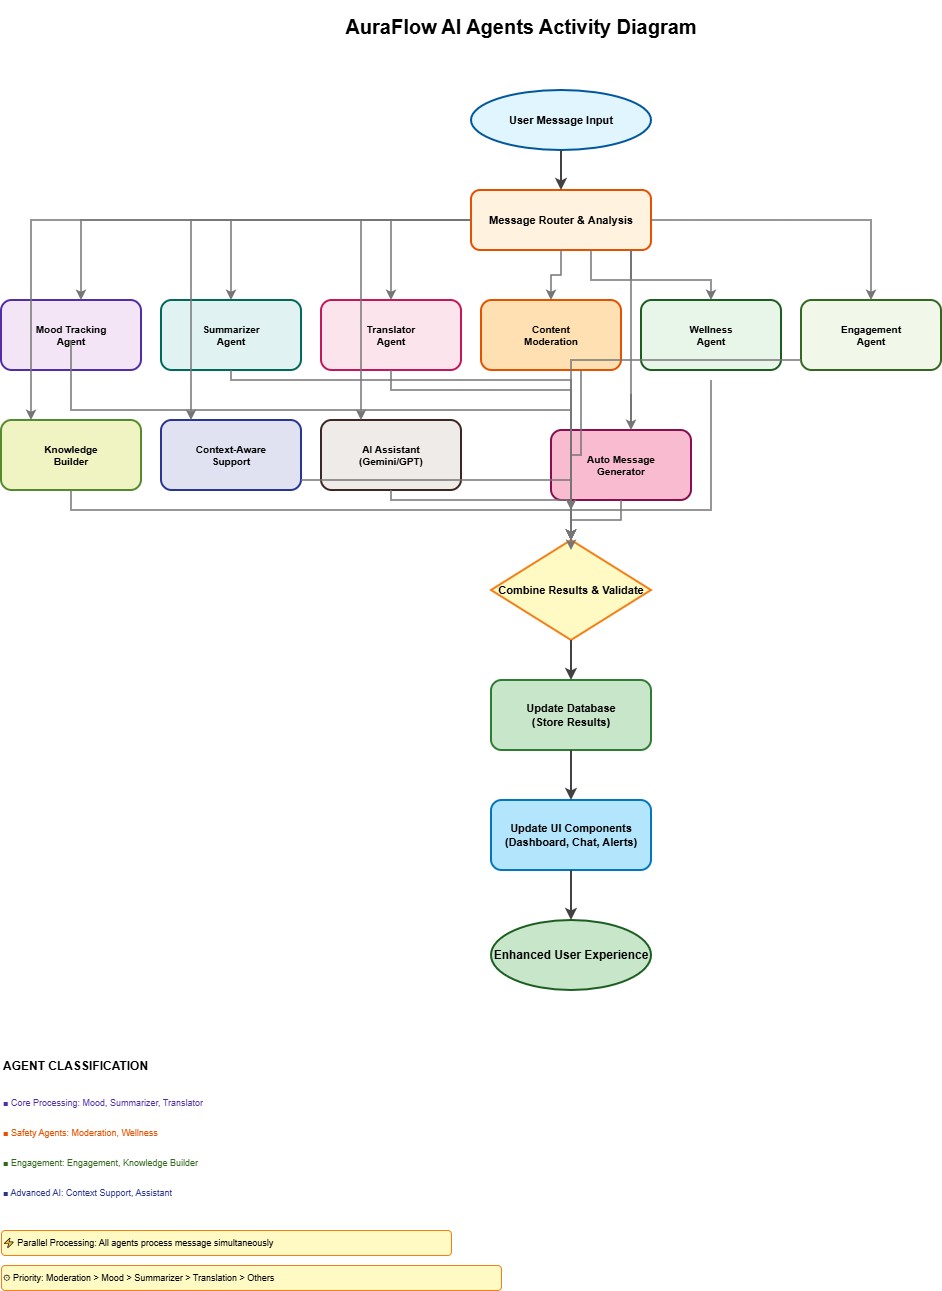 AuraFlow AI Agents Activity Diagram
User Message Input
Message Router & Analysis
Mood Tracking
Agent
Summarizer
Agent
Translator
Agent
Content
Moderation
Wellness
Agent
Engagement
Agent
Knowledge
Builder
Context-Aware
Support
AI Assistant
(Gemini/GPT)
Auto Message
Generator
Combine Results & Validate
Update Database
(Store Results)
Update UI Components
(Dashboard, Chat, Alerts)
Enhanced User Experience
AGENT CLASSIFICATION
■ Core Processing: Mood, Summarizer, Translator
■ Safety Agents: Moderation, Wellness
■ Engagement: Engagement, Knowledge Builder
■ Advanced AI: Context Support, Assistant
⚡ Parallel Processing: All agents process message simultaneously
⚙ Priority: Moderation > Mood > Summarizer > Translation > Others